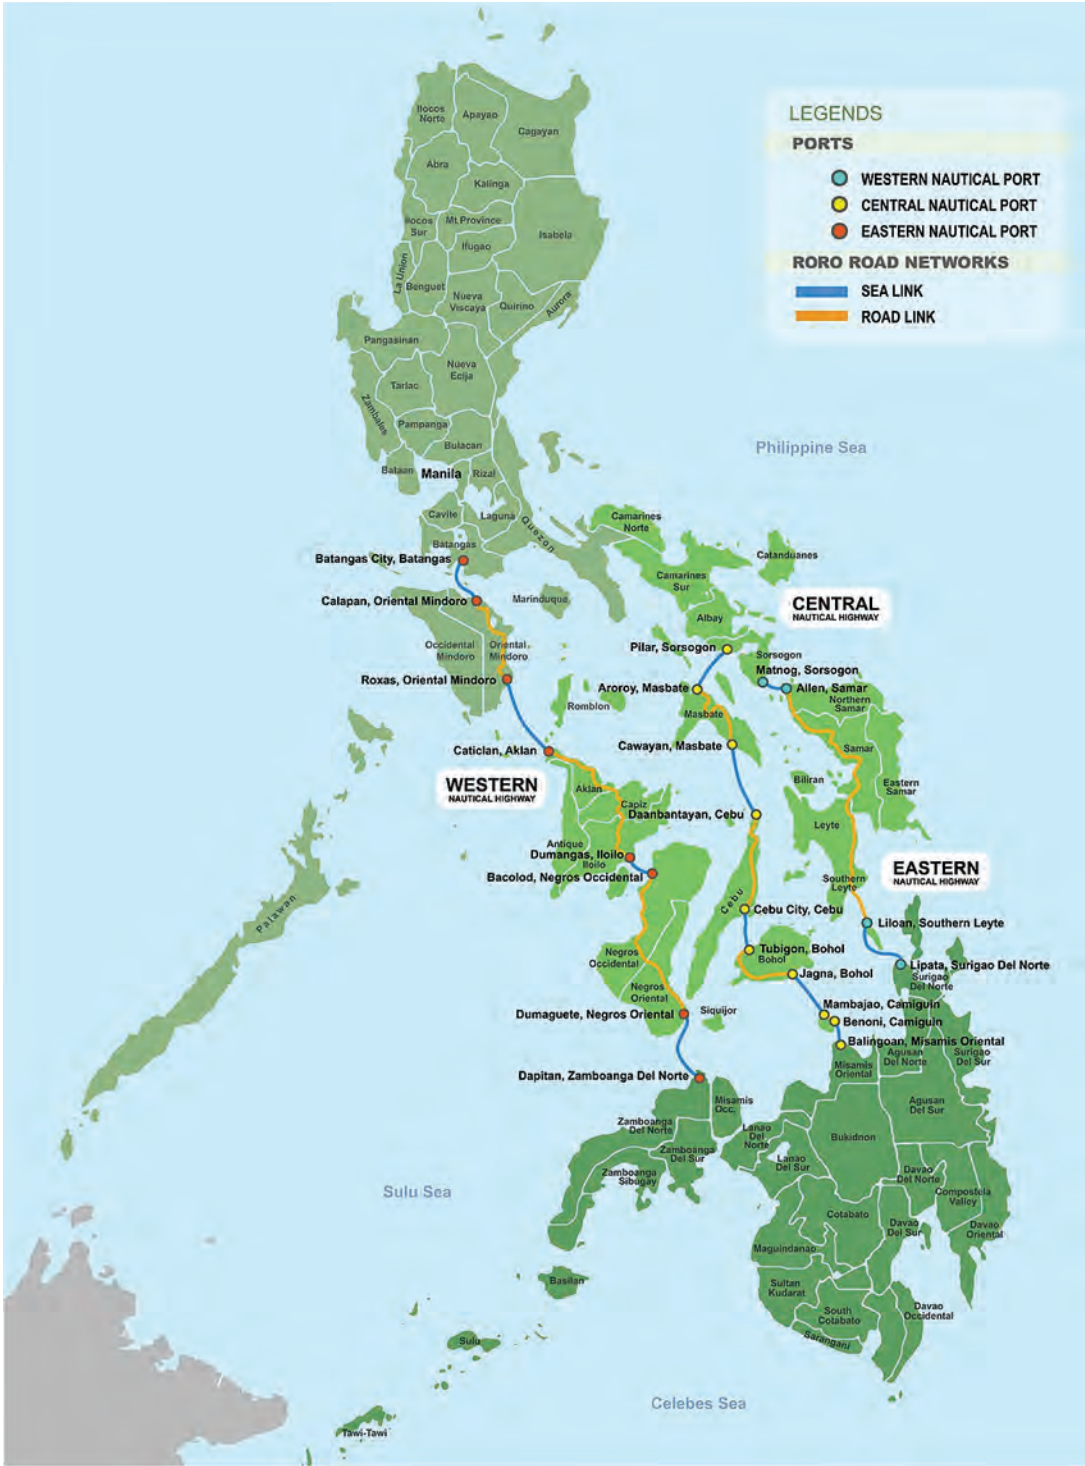 LEGENDS
PORTS
WESTERN NAUTICAL PORT
CENTRAL NAUTICAL PORT
EASTERN NAUTICAL PORT
RORO ROAD NETWORKS
SEA LINK
ROAD LINK
Ilocos
Norte
Apayao
Cagayan
Abra
Kalinga
Ilocos
Sur
Mt Province
Isabela
Ifugao
La Union
Benguet
Nueva
Viscaya
Quirino
Aurora
Pangasinan
Nueva
Ecija
Tarlac
Zambales
Pampanga
Bulacan
Bataan
Manila
Rizal
Philippine Sea
Cavite
Laguna
Quezon
Camarines
Norte
Batangas
Catanduanes
Batangas City, Batangas
Camarines
Sur
Calapan, Oriental Mindoro
Marinduque
CENTRAL
NAUTICAL HIGHWAY
Albay
Occidental
Mindoro
Oriental
Mindoro
Pilar, Sorsogon
Sorsogon
Matnog, Sorsogon
Roxas, Oriental Mindoro
Aroroy, Masbate
Allen, Samar
Northern
Samar
Romblon
Masbate
Caticlan, Aklan
Cawayan, Masbate
Samar
WESTERN
NAUTICAL HIGHWAY
Aklan
Biliran
Eastern
Samar
Capiz
Daanbantayan, Cebu
Leyte
Antique
Dumangas, Iloilo
Iloilo
Bacolod, Negros Occidental
EASTERN
NAUTICAL HIGHWAY
Southern
Leyte
Palawan
Cebu
Cebu City, Cebu
Liloan, Southern Leyte
Negros
Occidental
Tubigon, Bohol
Bohol
Jagna, Bohol
Lipata, Surigao Del Norte
Surigao
Del Norte
Negros
Oriental
Dumaguete, Negros Oriental
Siquijor
Mambajao, Camiguin
Benoni, Camiguin
Balingoan, Misamis Oriental
Misamis
Oriental
Agusan
Del Norte
Surigao
Del Sur
Dapitan, Zamboanga Del Norte
Misamis
Occ.
Agusan
Del Sur
Zamboanga
Del Norte
Lanao
Del
Norte
Bukidnon
Zamboanga
Del Sur
Lanao
Del Sur
Zamboanga
Sibugay
Davao
Del Norte
Compostela
Valley
Sulu Sea
Cotabato
Davao
Del Sur
Davao
Oriental
Maguindanao
Basilan
Sultan
Kudarat
South
Cotabato
Davao
Occidental
Sarangani
Sulu
Celebes Sea
Tawi-Tawi